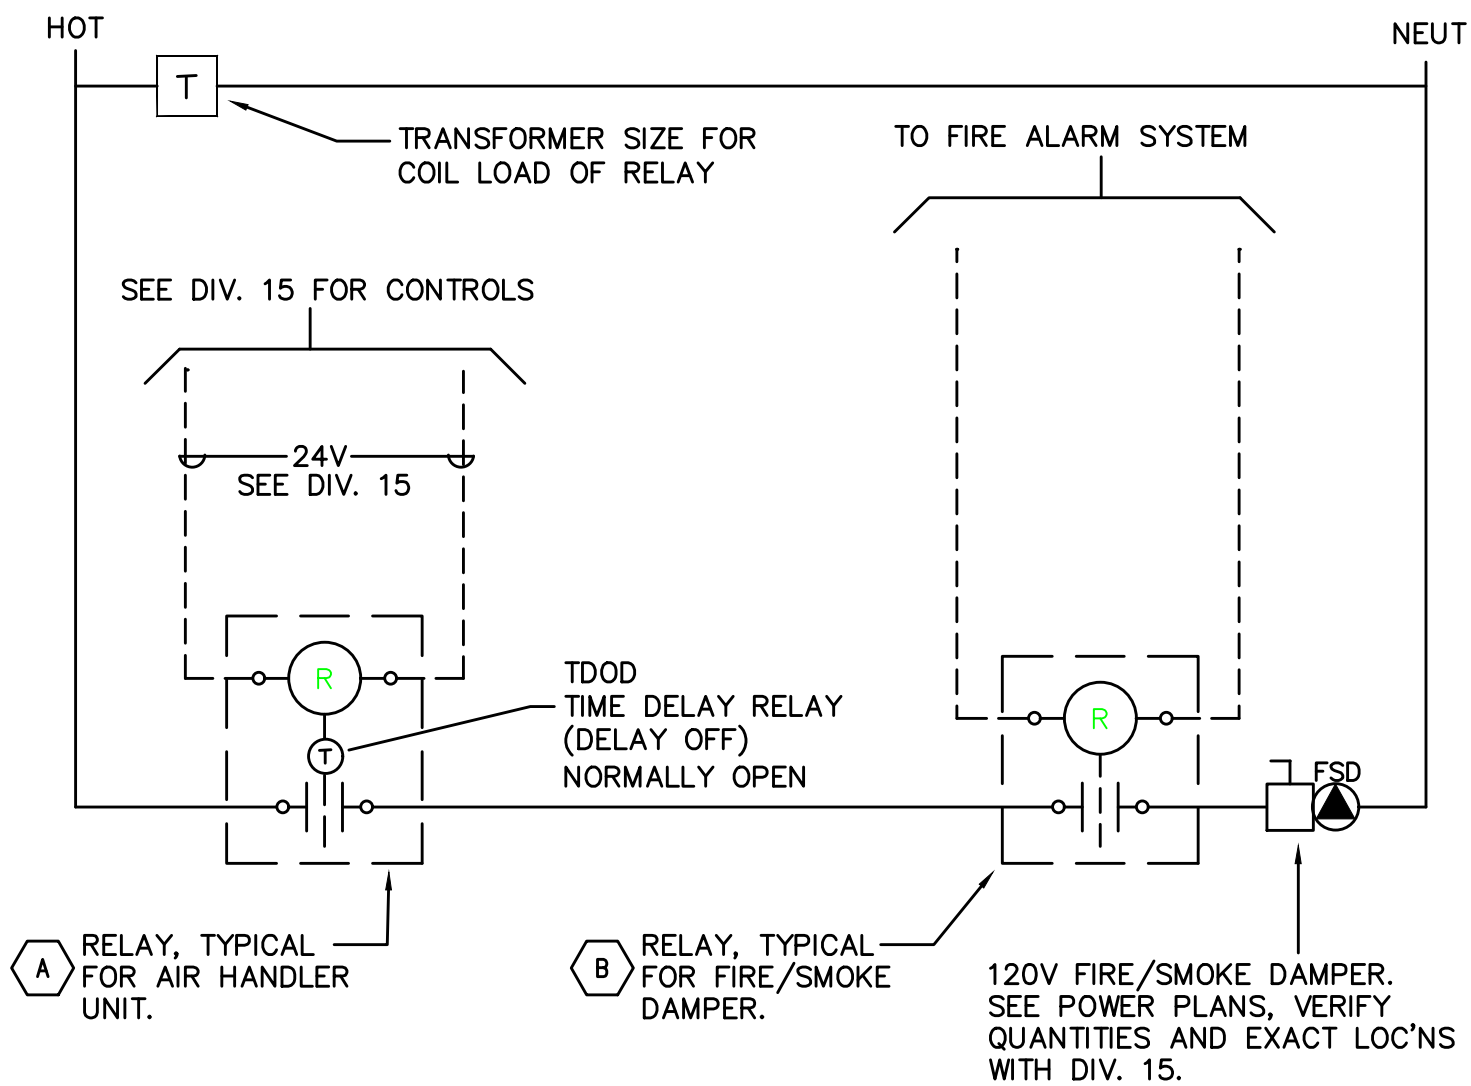 HOT
NEUT
T
TRANSFORMER SIZE FOR
COIL LOAD OF RELAY
TO FIRE ALARM SYSTEM
SEE DIV. 15 FOR CONTROLS
24V
SEE DIV. 15
R
T
TDOD
TIME DELAY RELAY
(DELAY OFF)
NORMALLY OPEN
R
FSD
A
RELAY, TYPICAL
FOR AIR HANDLER
UNIT.
B
RELAY, TYPICAL
FOR FIRE/SMOKE
DAMPER.
120V FIRE/SMOKE DAMPER.
SEE POWER PLANS, VERIFY
QUANTITIES AND EXACT LOC'NS
WITH DIV. 15.